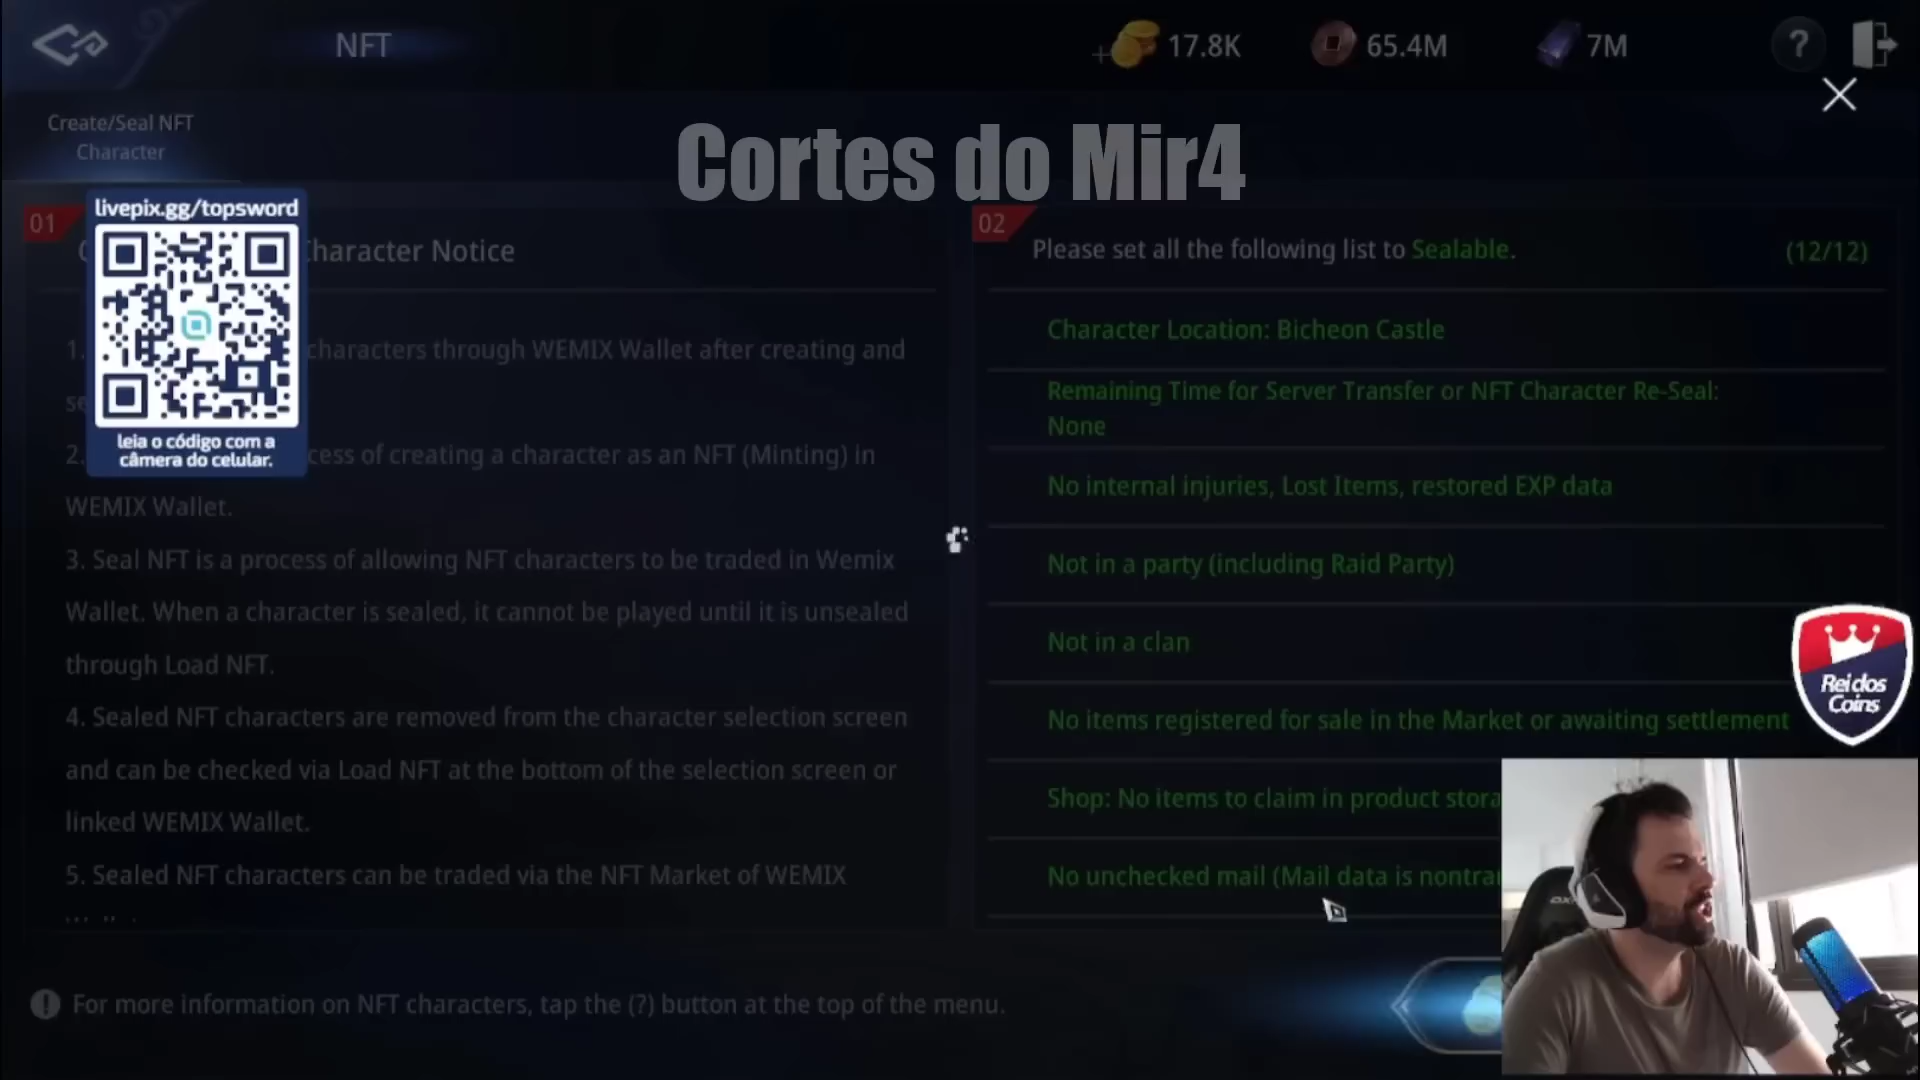 NFT
17.8K
65.4M
7M
?
Create/Seal NFT
Character
Cortes do Mir4
livepix.gg/topsword
leia o código com a
câmera do celular.
01
Character Notice
1.
characters through WEMIX Wallet after creating and
se
2.
cess of creating a character as an NFT (Minting) in
WEMIX Wallet.
3. Seal NFT is a process of allowing NFT characters to be traded in Wemix
Wallet. When a character is sealed, it cannot be played until it is unsealed
through Load NFT.
4. Sealed NFT characters are removed from the character selection screen
and can be checked via Load NFT at the bottom of the selection screen or
linked WEMIX Wallet.
5. Sealed NFT characters can be traded via the NFT Market of WEMIX
02
Please set all the following list to Sealable.
(12/12)
Character Location: Bicheon Castle
Remaining Time for Server Transfer or NFT Character Re-Seal:
None
No internal injuries, Lost Items, restored EXP data
Not in a party (including Raid Party)
Not in a clan
No items registered for sale in the Market or awaiting settlement
Shop: No items to claim in product stora
No unchecked mail (Mail data is nontran
Rei dos
Coins
For more information on NFT characters, tap the (?) button at the top of the menu.